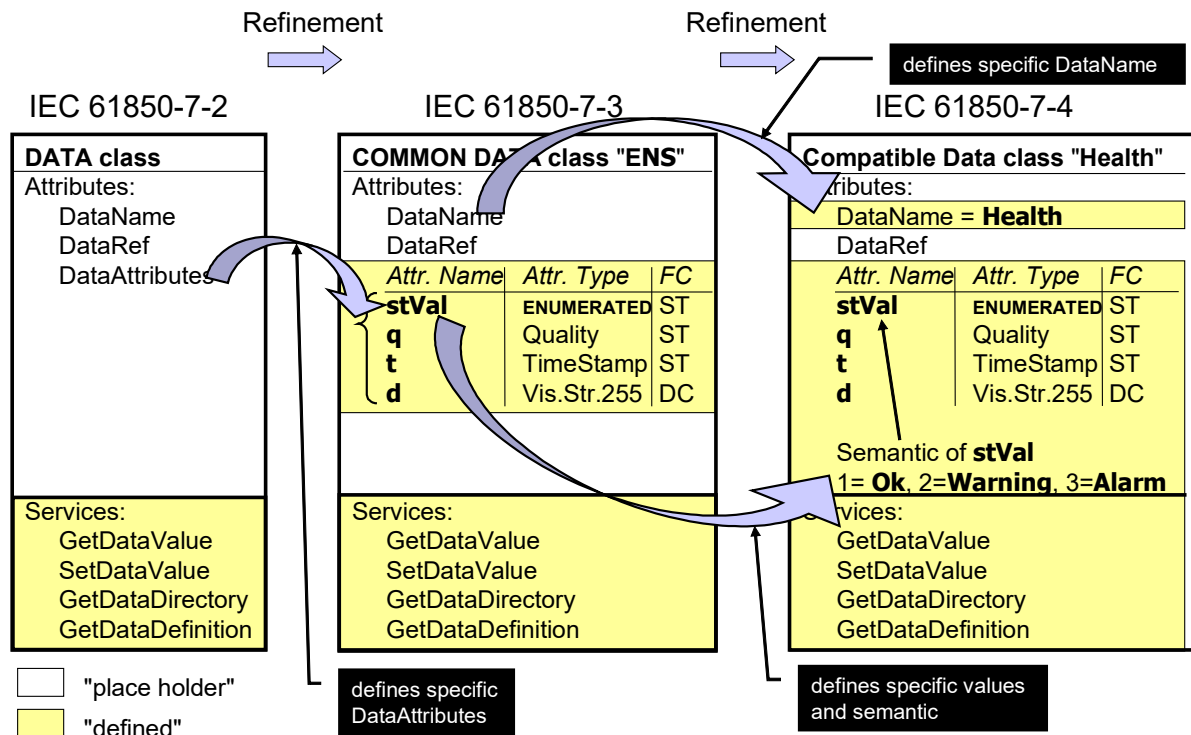 Refinement
Refinement
defines specific DataName
IEC 61850-7-2
IEC 61850-7-3
IEC 61850-7-4
DATA class
Attributes:
DataName
DataRef
DataAttributes
Services:
GetDataValue
SetDataValue
GetDataDirectory
GetDataDefinition
COMMON DATA class "ENS"
Attributes:
DataName
DataRef
Attr. Name Attr. Type FC
stVal ENUMERATED ST
q Quality ST
t TimeStamp ST
d Vis.Str.255 DC
Services:
GetDataValue
SetDataValue
GetDataDirectory
GetDataDefinition
Compatible Data class "Health"
Attributes:
DataName = Health
DataRef
Attr. Name Attr. Type FC
stVal ENUMERATED ST
q Quality ST
t TimeStamp ST
d Vis.Str.255 DC
Semantic of stVal
1= Ok, 2=Warning, 3=Alarm
Services:
GetDataValue
SetDataValue
GetDataDirectory
GetDataDefinition
"place holder"
"defined"
defines specific
DataAttributes
defines specific values
and semantic